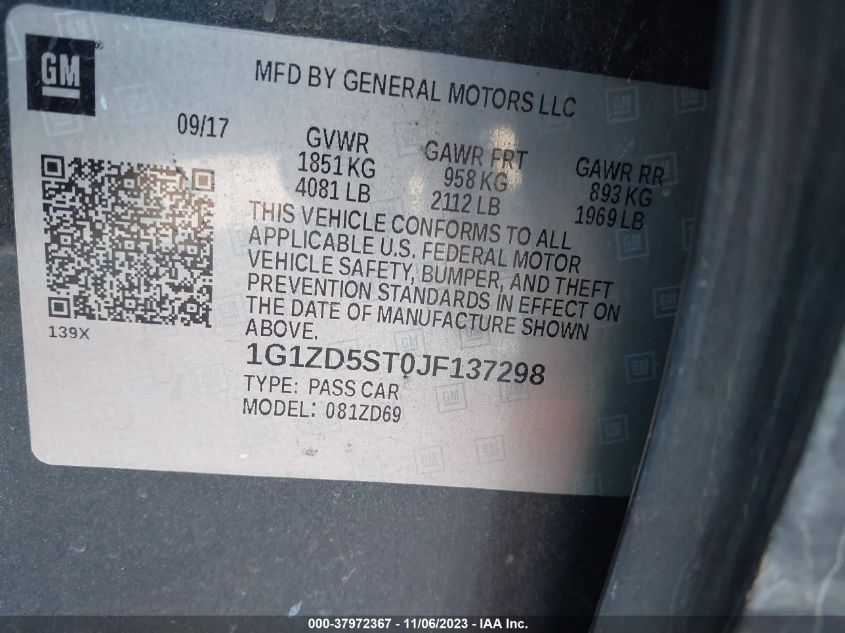 GM
MFD BY GENERAL MOTORS LLC
09/17
GVWR
1851 KG
4081 LB
GAWR FRT
958 KG
2112 LB
GAWR RR
893 KG
1969 LB
THIS VEHICLE CONFORMS TO ALL
APPLICABLE U.S. FEDERAL MOTOR
VEHICLE SAFETY, BUMPER, AND THEFT
PREVENTION STANDARDS IN EFFECT ON
THE DATE OF MANUFACTURE SHOWN
ABOVE.
139X
1G1ZD5ST0JF137298
TYPE: PASS CAR
MODEL: 081ZD69
000-37972367 - 11/06/2023 - IAA Inc.